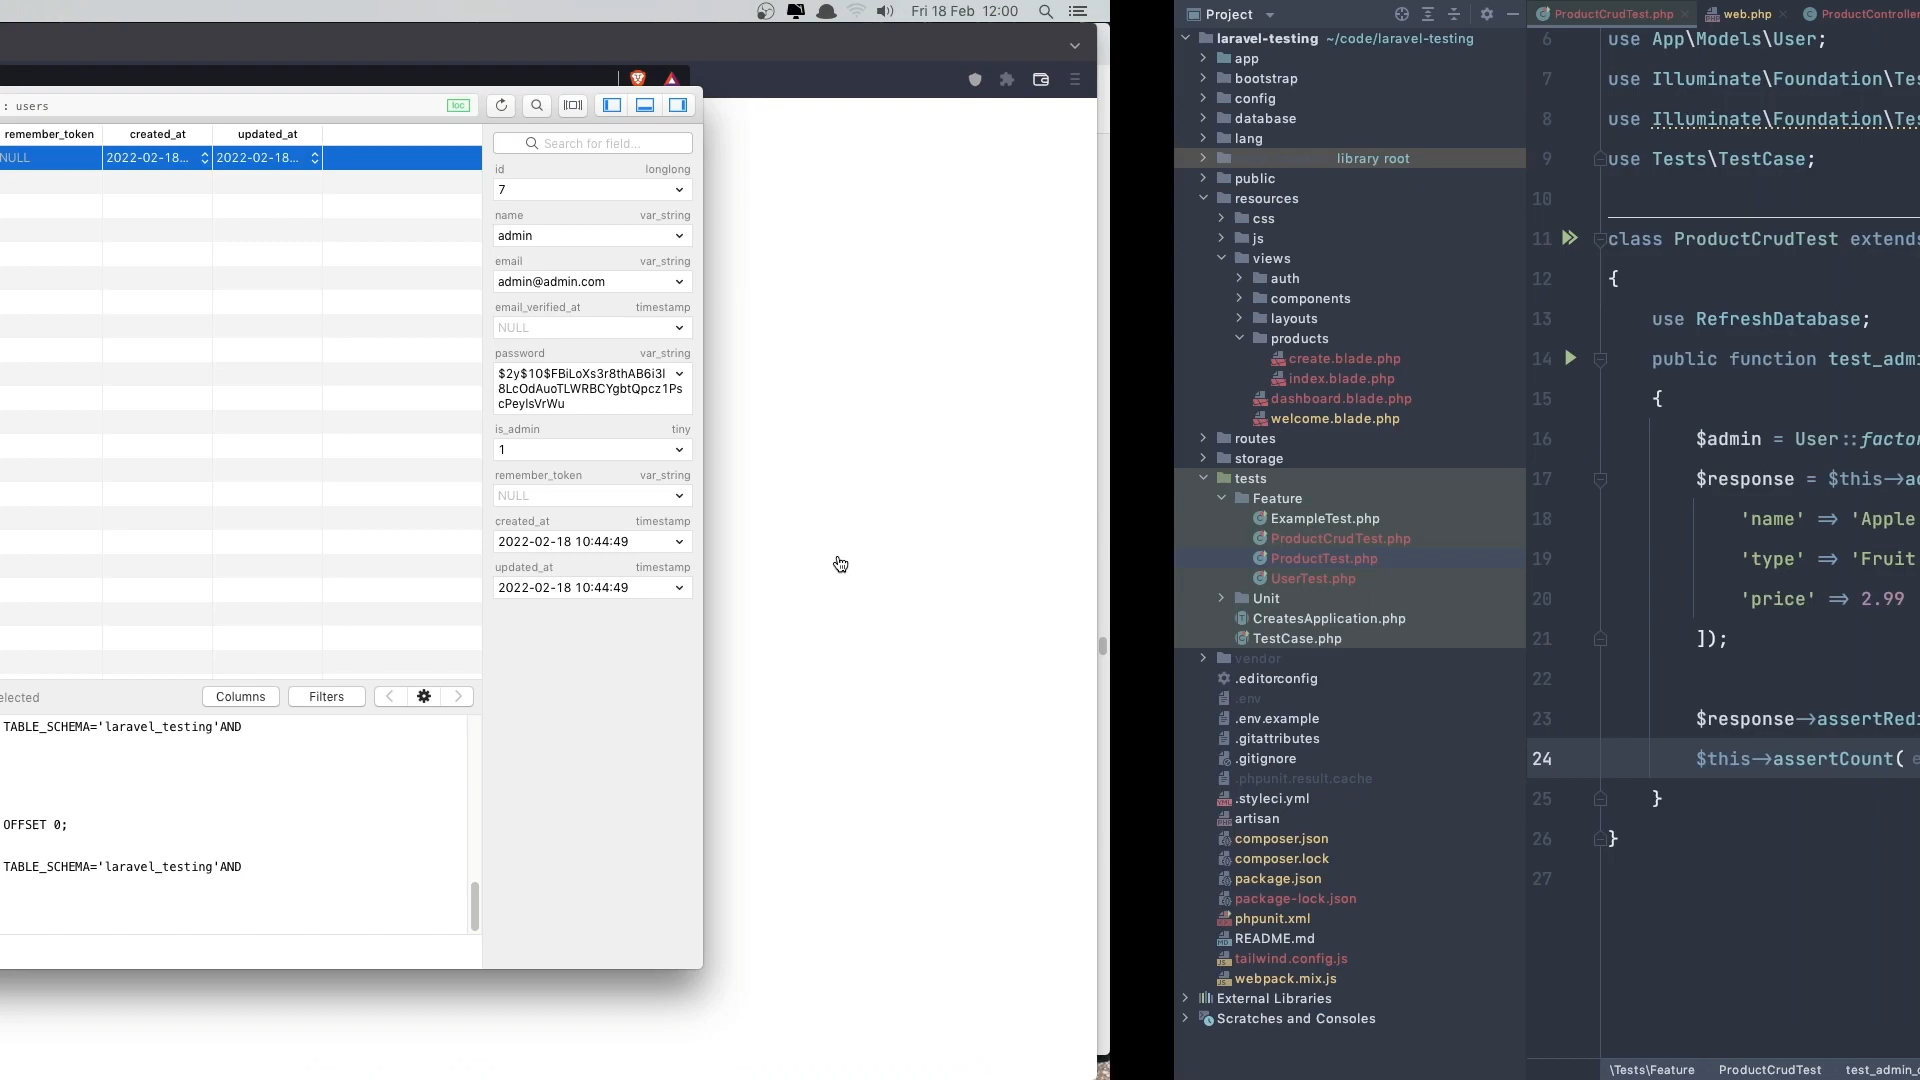 Fri 18 Feb 12:00
: users
loc
remember_token created_at updated_at
NULL 2022-02-18... 2022-02-18...
Search for field...
id longlong
7
name var_string
admin
email var_string
admin@admin.com
email_verified_at timestamp
NULL
password var_string
$2y$10$FBiLoXs3r8thAB6i3l
8LcOdAuoTLWRBCYgbtQpcz1Ps
cPeyIsVrWu
is_admin tiny
1
remember_token var_string
NULL
created_at timestamp
2022-02-18 10:44:49
updated_at timestamp
2022-02-18 10:44:49
elected
Columns Filters
TABLE_SCHEMA='laravel_testing'AND
OFFSET 0;
TABLE_SCHEMA='laravel_testing'AND
Project
laravel-testing ~/code/laravel-testing
app
bootstrap
config
database
lang
library root
public
resources
css
js
views
auth
components
layouts
products
create.blade.php
index.blade.php
dashboard.blade.php
welcome.blade.php
routes
storage
tests
Feature
ExampleTest.php
ProductCrudTest.php
ProductTest.php
UserTest.php
Unit
CreatesApplication.php
TestCase.php
vendor
.editorconfig
.env
.env.example
.gitattributes
.gitignore
.phpunit.result.cache
.styleci.yml
artisan
composer.json
composer.lock
package.json
package-lock.json
phpunit.xml
README.md
tailwind.config.js
webpack.mix.js
External Libraries
Scratches and Consoles
ProductCrudTest.php web.php ProductController
6 use App\Models\User;
7 use Illuminate\Foundation\Tes
8 use Illuminate\Foundation\Tes
9 use Tests\TestCase;
10
11 class ProductCrudTest extends
12 {
13 use RefreshDatabase;
14 public function test_admi
15 {
16 $admin = User::factor
17 $response = $this->ac
18 'name' => 'Apple
19 'type' => 'Fruit
20 'price' => 2.99
21 ]);
22
23 $response->assertRedi
24 $this->assertCount( e
25 }
26 }
27
\Tests\Feature ProductCrudTest test_admin_c